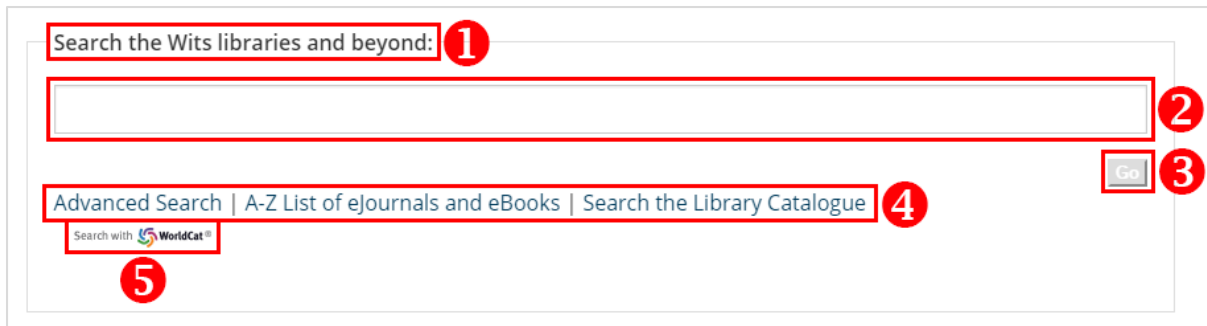 Search the Wits libraries and beyond: 1
2
Go 3
Advanced Search | A-Z List of eJournals and eBooks | Search the Library Catalogue 4
Search with WorldCat®
5